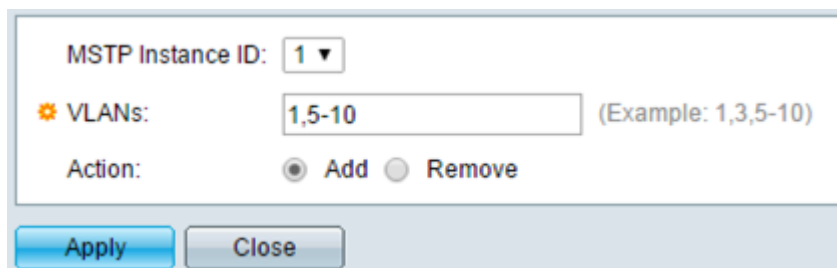 MSTP Instance ID: 1
VLANs: 1,5-10 (Example: 1,3,5-10)
Action: Add Remove
Apply Close